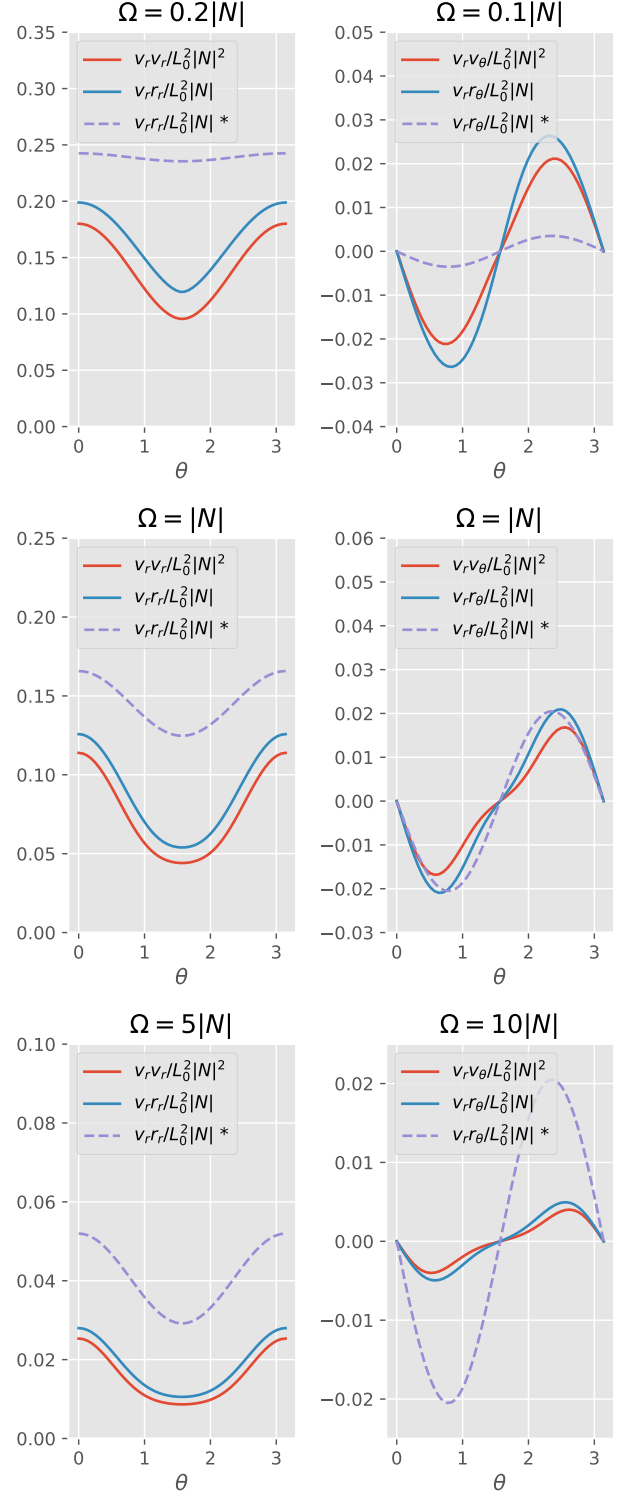 Ω = 0.2|N|
v_r v_r/L_0^2|N|^2
v_r r_r/L_0^2|N|
v_r r_r/L_0^2|N| *
0.35
0.30
0.25
0.20
0.15
0.10
0.05
0.00
0 1 2 3
θ
Ω = 0.1|N|
v_r v_θ/L_0^2|N|^2
v_r r_θ/L_0^2|N|
v_r r_θ/L_0^2|N| *
0.05
0.04
0.03
0.02
0.01
0.00
−0.01
−0.02
−0.03
−0.04
0 1 2 3
θ
Ω = |N|
v_r v_r/L_0^2|N|^2
v_r r_r/L_0^2|N|
v_r r_r/L_0^2|N| *
0.25
0.20
0.15
0.10
0.05
0.00
0 1 2 3
θ
Ω = |N|
v_r v_θ/L_0^2|N|^2
v_r r_θ/L_0^2|N|
v_r r_θ/L_0^2|N| *
0.06
0.05
0.04
0.03
0.02
0.01
0.00
−0.01
−0.02
−0.03
0 1 2 3
θ
Ω = 5|N|
v_r v_r/L_0^2|N|^2
v_r r_r/L_0^2|N|
v_r r_r/L_0^2|N| *
0.10
0.08
0.06
0.04
0.02
0.00
0 1 2 3
θ
Ω = 10|N|
v_r v_θ/L_0^2|N|^2
v_r r_θ/L_0^2|N|
v_r r_θ/L_0^2|N| *
0.02
0.01
0.00
−0.01
−0.02
0 1 2 3
θ